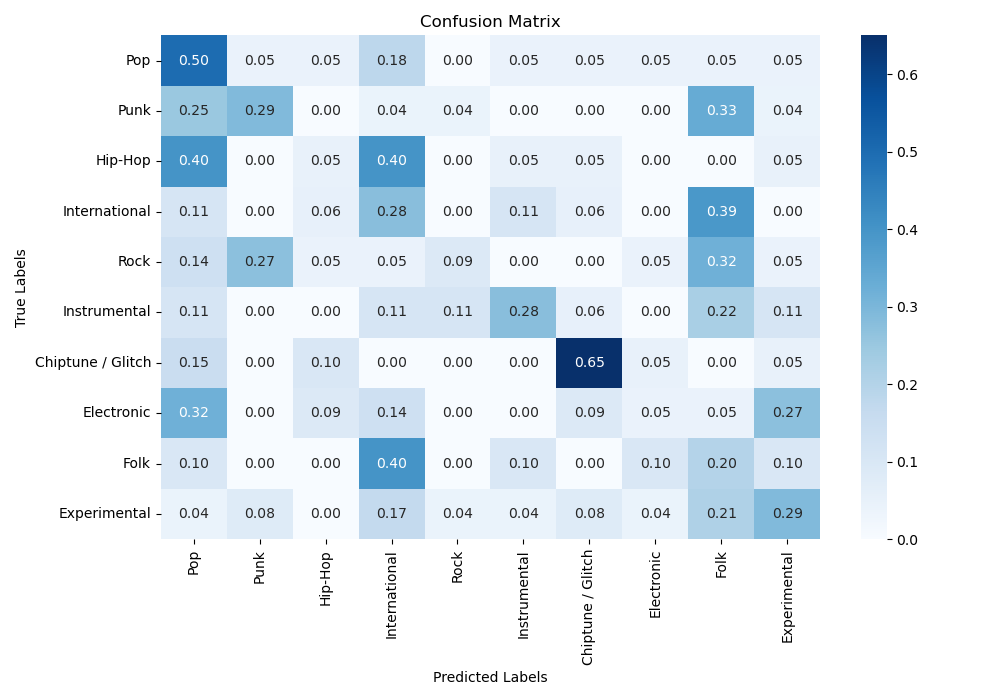 Confusion Matrix
Pop 0.50 0.05 0.05 0.18 0.00 0.05 0.05 0.05 0.05 0.05
Punk 0.25 0.29 0.00 0.04 0.04 0.00 0.00 0.00 0.33 0.04
Hip-Hop 0.40 0.00 0.05 0.40 0.00 0.05 0.05 0.00 0.00 0.05
International 0.11 0.00 0.06 0.28 0.00 0.11 0.06 0.00 0.39 0.00
Rock 0.14 0.27 0.05 0.05 0.09 0.00 0.00 0.05 0.32 0.05
Instrumental 0.11 0.00 0.00 0.11 0.11 0.28 0.06 0.00 0.22 0.11
Chiptune / Glitch 0.15 0.00 0.10 0.00 0.00 0.00 0.65 0.05 0.00 0.05
Electronic 0.32 0.00 0.09 0.14 0.00 0.00 0.09 0.05 0.05 0.27
Folk 0.10 0.00 0.00 0.40 0.00 0.10 0.00 0.10 0.20 0.10
Experimental 0.04 0.08 0.00 0.17 0.04 0.04 0.08 0.04 0.21 0.29
True Labels
Pop Punk Hip-Hop International Rock Instrumental Chiptune / Glitch Electronic Folk Experimental
Predicted Labels
0.6
0.5
0.4
0.3
0.2
0.1
0.0